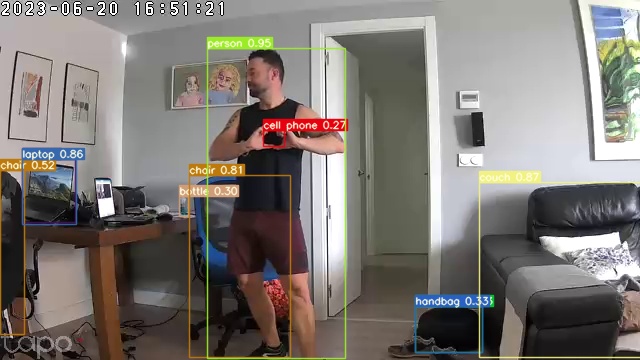 2023-06-20 16:51:21
person 0.95
cell phone 0.27
laptop 0.86
chair 0.52
chair 0.81
bottle 0.30
couch 0.87
handbag 0.33
tapo